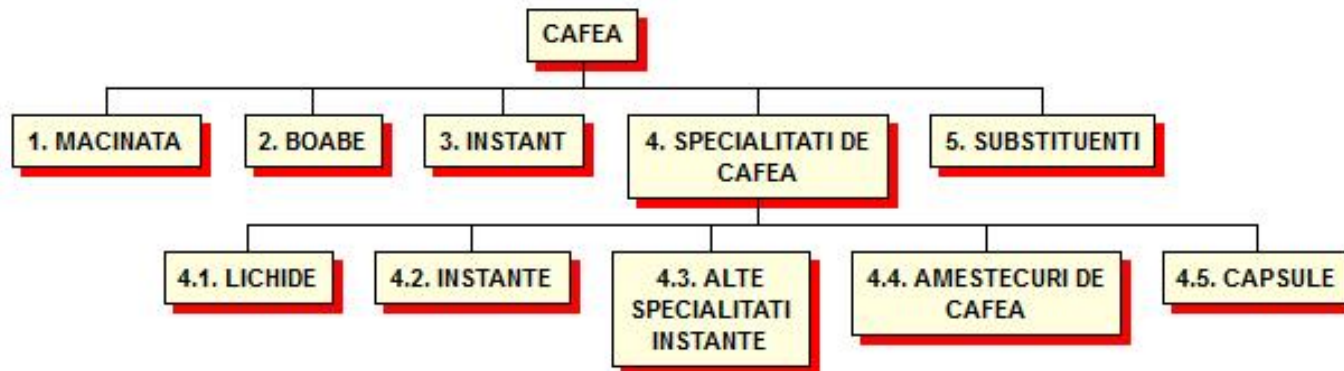 CAFEA
1. MACINATA
2. BOABE
3. INSTANT
4. SPECIALITATI DE
CAFEA
5. SUBSTITUENTI
4.1. LICHIDE
4.2. INSTANTE
4.3. ALTE
SPECIALITATI
INSTANTE
4.4. AMESTECURI DE
CAFEA
4.5. CAPSULE